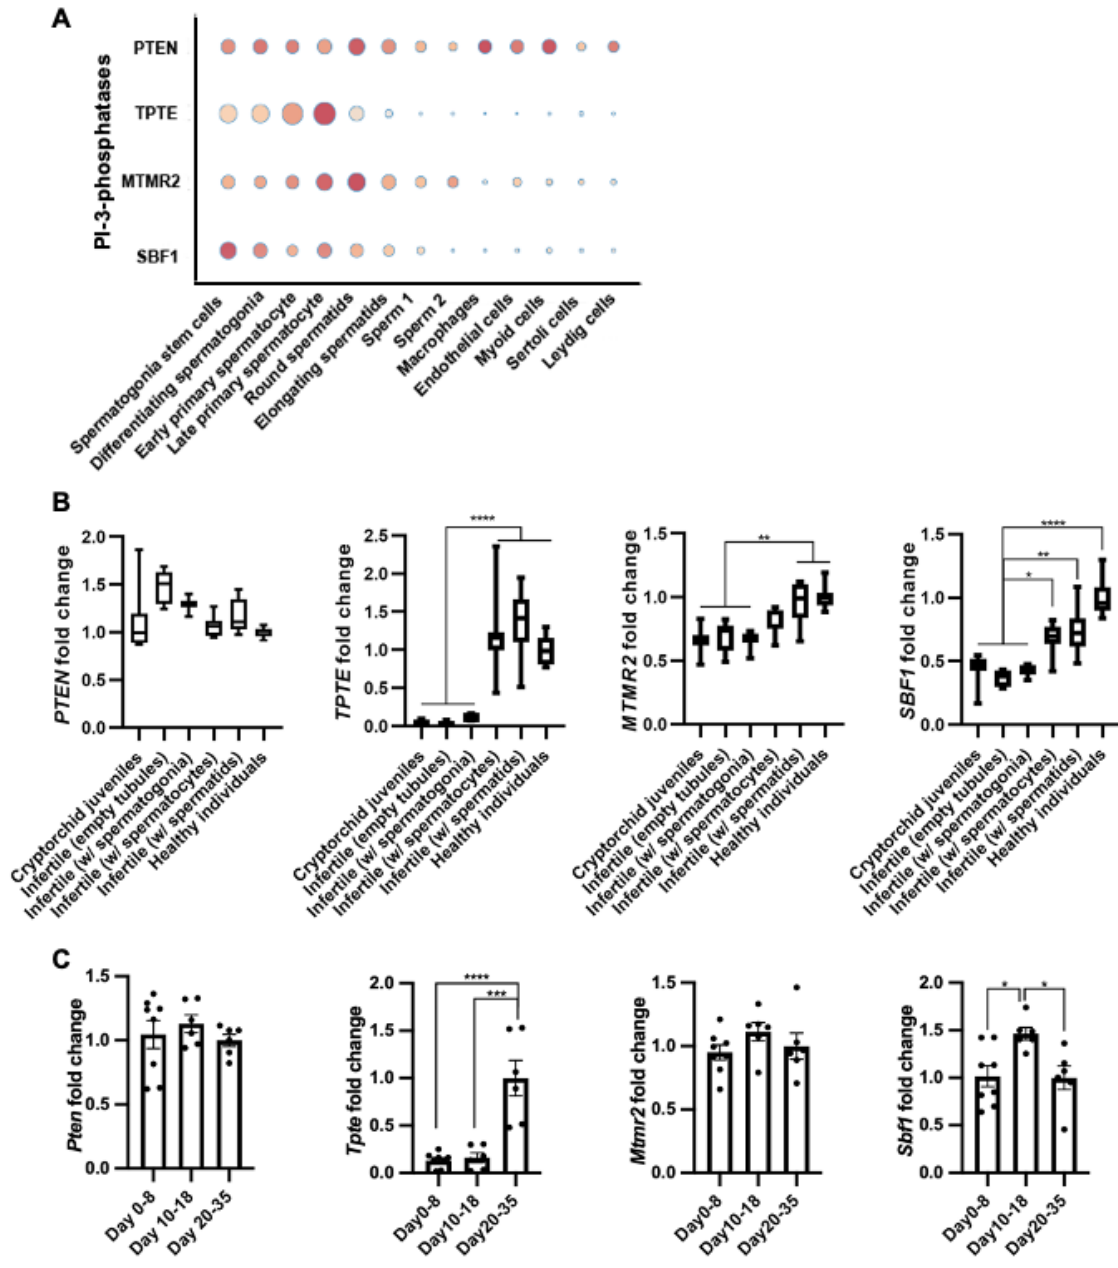 A
PI-3-phosphatases
PTEN
TPTE
MTMR2
SBF1
Spermatogonia stem cells
Differentiating spermatogonia
Early primary spermatocyte
Late primary spermatocyte
Round spermatids
Elongating spermatids
Sperm 1
Sperm 2
Macrophages
Endothelial cells
Myoid cells
Sertoli cells
Leydig cells
B
PTEN fold change
2.0
1.5
1.0
0.5
0.0
Cryptorchid juveniles
Infertile (empty tubules)
Infertile (w/ spermatogonia)
Infertile (w/ spermatocytes)
Infertile (w/ spermatids)
Healthy individuals
TPTE fold change
2.5
2.0
1.5
1.0
0.5
0.0
****
Cryptorchid juveniles
Infertile (empty tubules)
Infertile (w/ spermatogonia)
Infertile (w/ spermatocytes)
Infertile (w/ spermatids)
Healthy individuals
MTMR2 fold change
1.5
1.0
0.5
0.0
**
Cryptorchid juveniles
Infertile (empty tubules)
Infertile (w/ spermatogonia)
Infertile (w/ spermatocytes)
Infertile (w/ spermatids)
Healthy individuals
SBF1 fold change
1.5
1.0
0.5
0.0
****
**
*
Cryptorchid juveniles
Infertile (empty tubules)
Infertile (w/ spermatogonia)
Infertile (w/ spermatocytes)
Infertile (w/ spermatids)
Healthy individuals
C
Pten fold change
1.5
1.0
0.5
0.0
Day 0-8
Day 10-18
Day 20-35
Tpte fold change
2.0
1.5
1.0
0.5
0.0
****
***
Day0-8
Day10-18
Day20-35
Mtmr2 fold change
1.5
1.0
0.5
0.0
Day0-8
Day10-18
Day20-35
Sbf1 fold change
2.0
1.5
1.0
0.5
0.0
* *
Day0-8
Day10-18
Day20-35